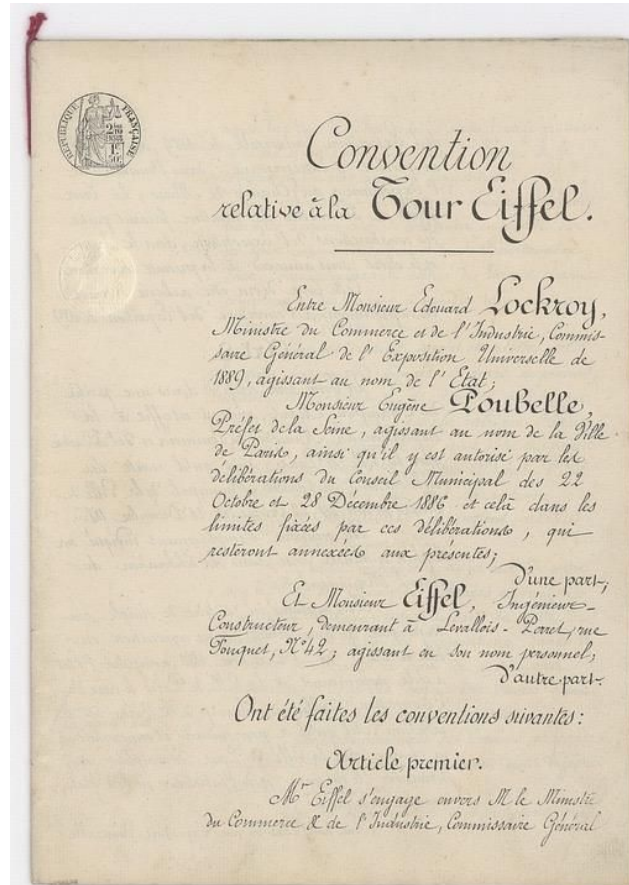 RÉPUBLIQUE FRANÇAISE
Convention
relative à la Tour Eiffel.
Entre Monsieur Edouard Lockroy,
Ministre du Commerce et de l'Industrie, Commis-
saire Général de l'Exposition Universelle de
1889, agissant au nom de l'Etat;
Monsieur Eugène Poubelle,
Préfet de la Seine, agissant au nom de la Ville
de Paris, ainsi qu'il y est autorisé par les
délibérations du Conseil Municipal des 22
Octobre et 28 Décembre 1886 et celà dans les
limites fixées par ces délibérations, qui
resteront annexées aux présentes;
D'une part;
Et Monsieur Eiffel, Ingénieur-
Constructeur, demeurant à Levallois-Perret, rue
Fouquet, N° 42; agissant en son nom personnel;
D'autre part.
Ont été faites les conventions suivantes:
Article premier.
Mr Eiffel s'engage envers M le Ministre
du Commerce & de l'Industrie, Commissaire Général